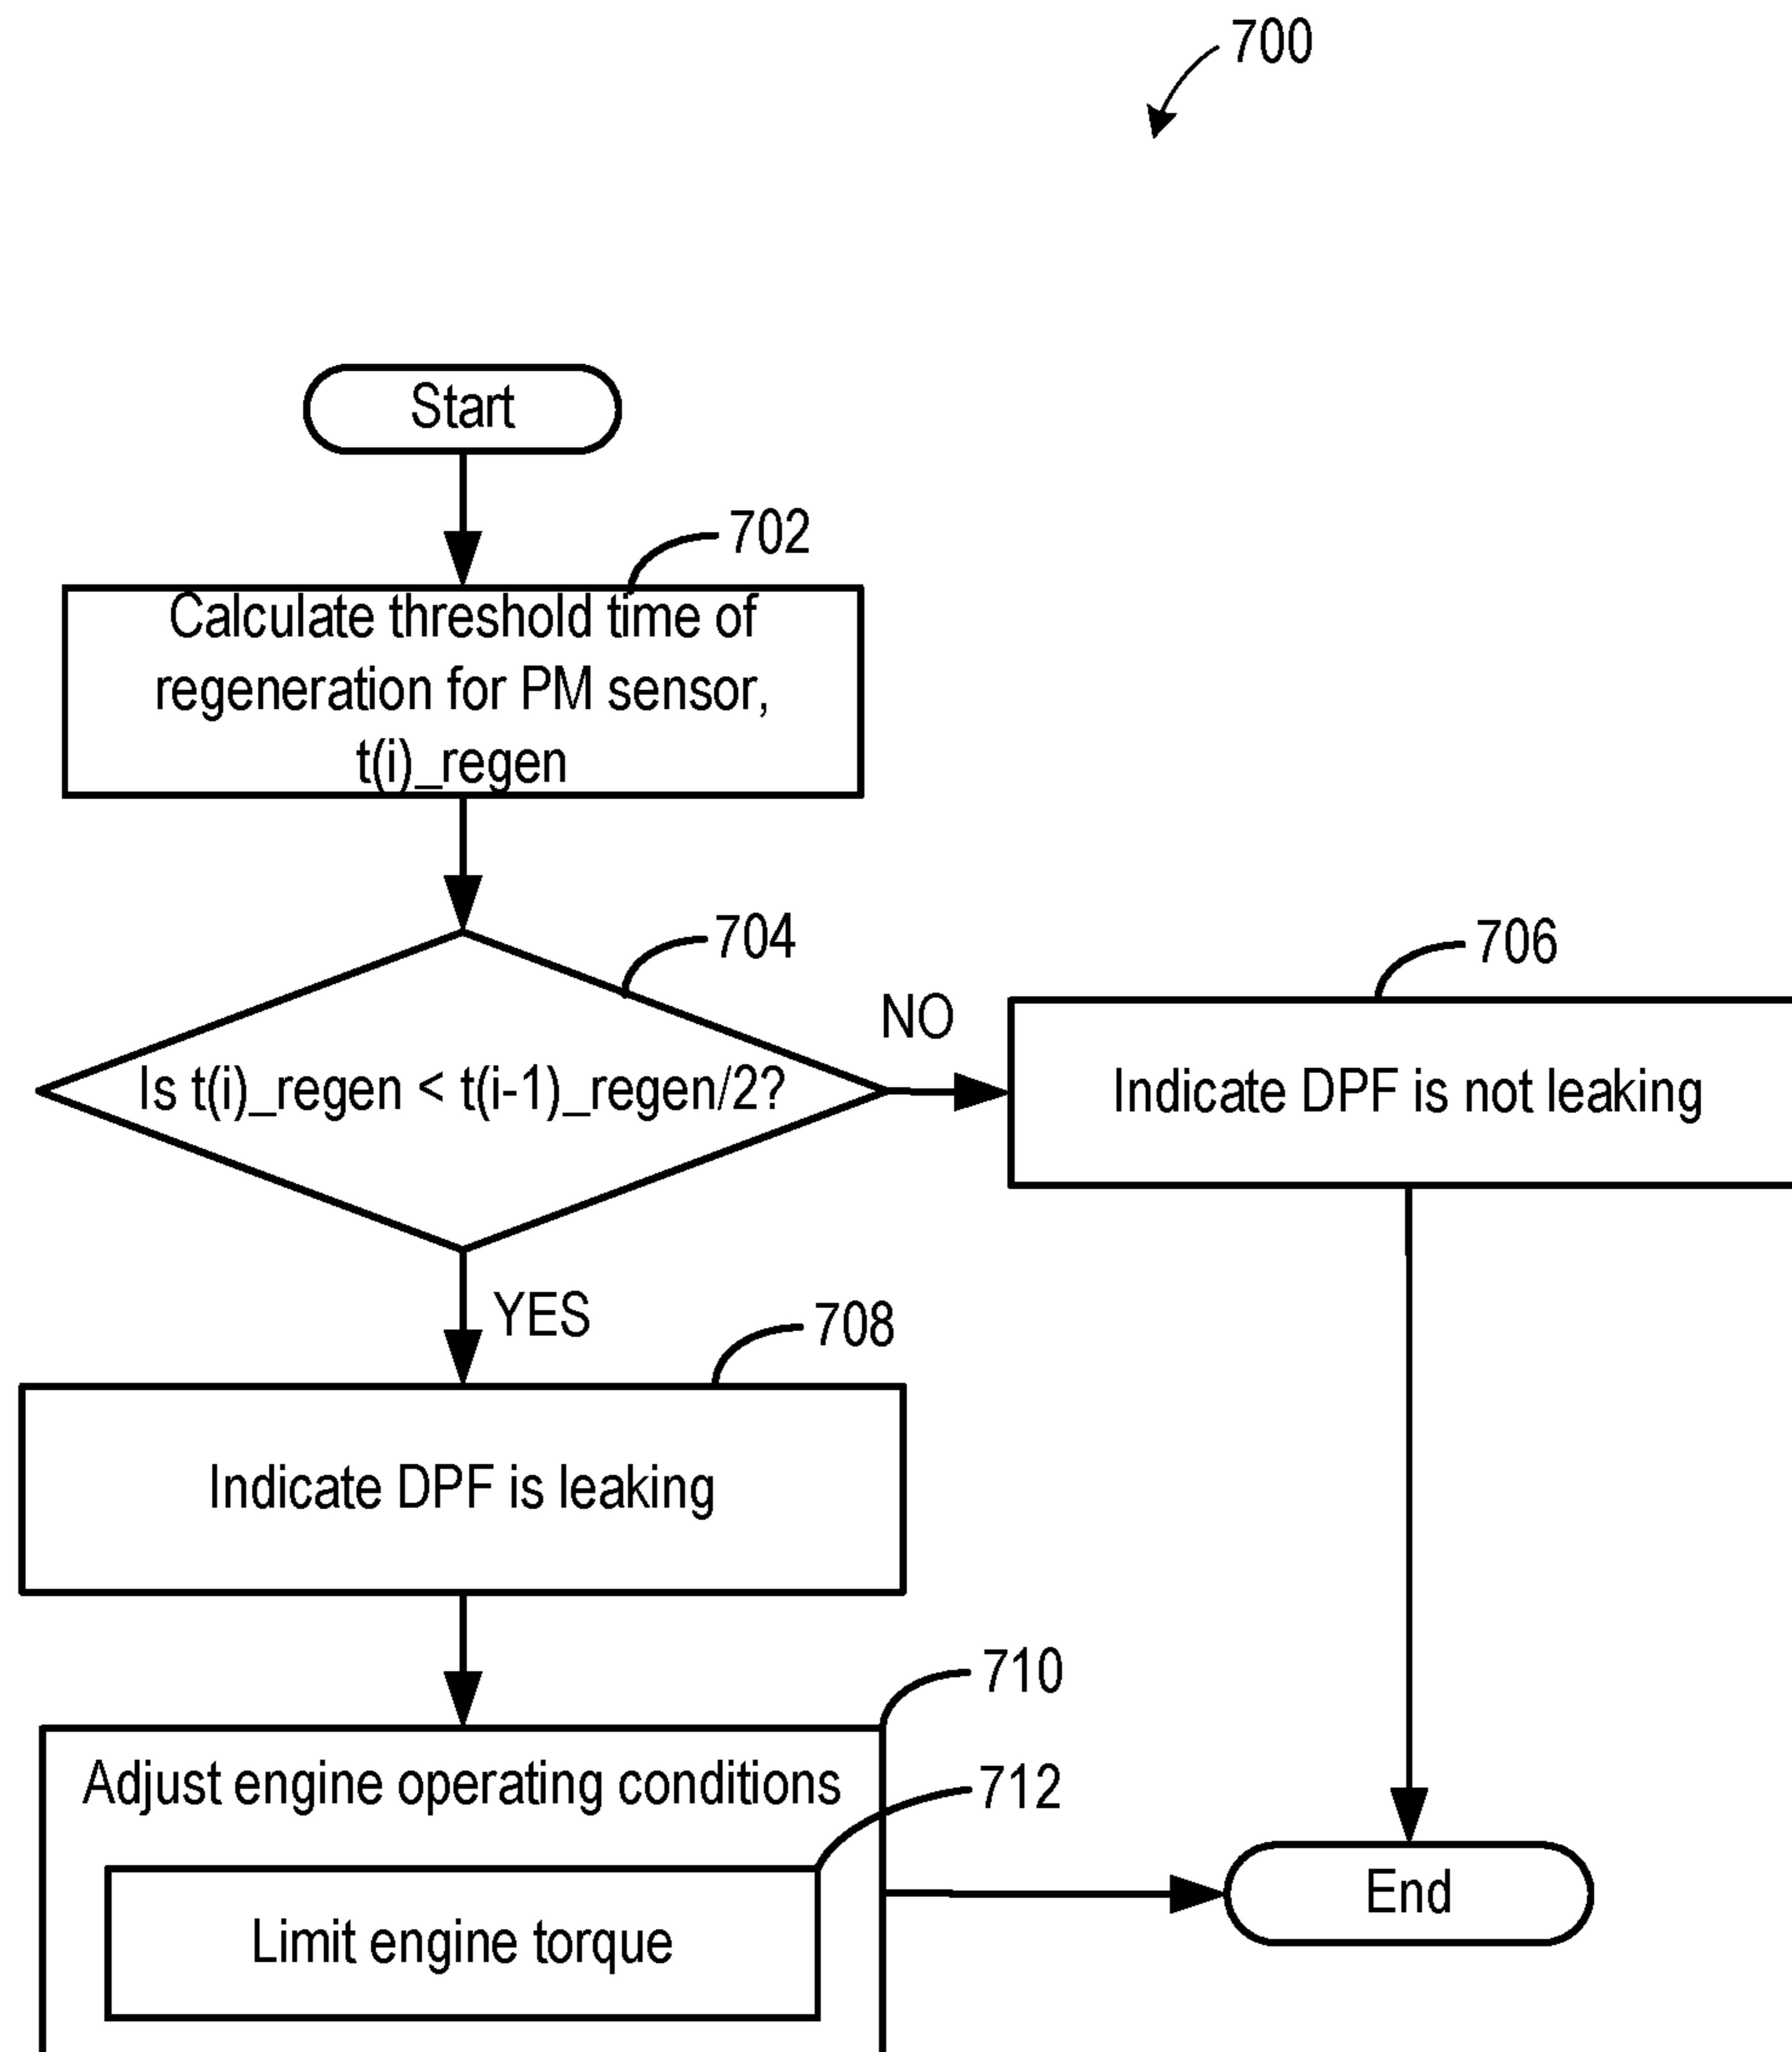 700
Start
702
Calculate threshold time of
regeneration for PM sensor,
t(i)_regen
704
Is t(i)_regen < t(i-1)_regen/2?
NO
706
Indicate DPF is not leaking
YES
708
Indicate DPF is leaking
710
Adjust engine operating conditions
712
Limit engine torque
End